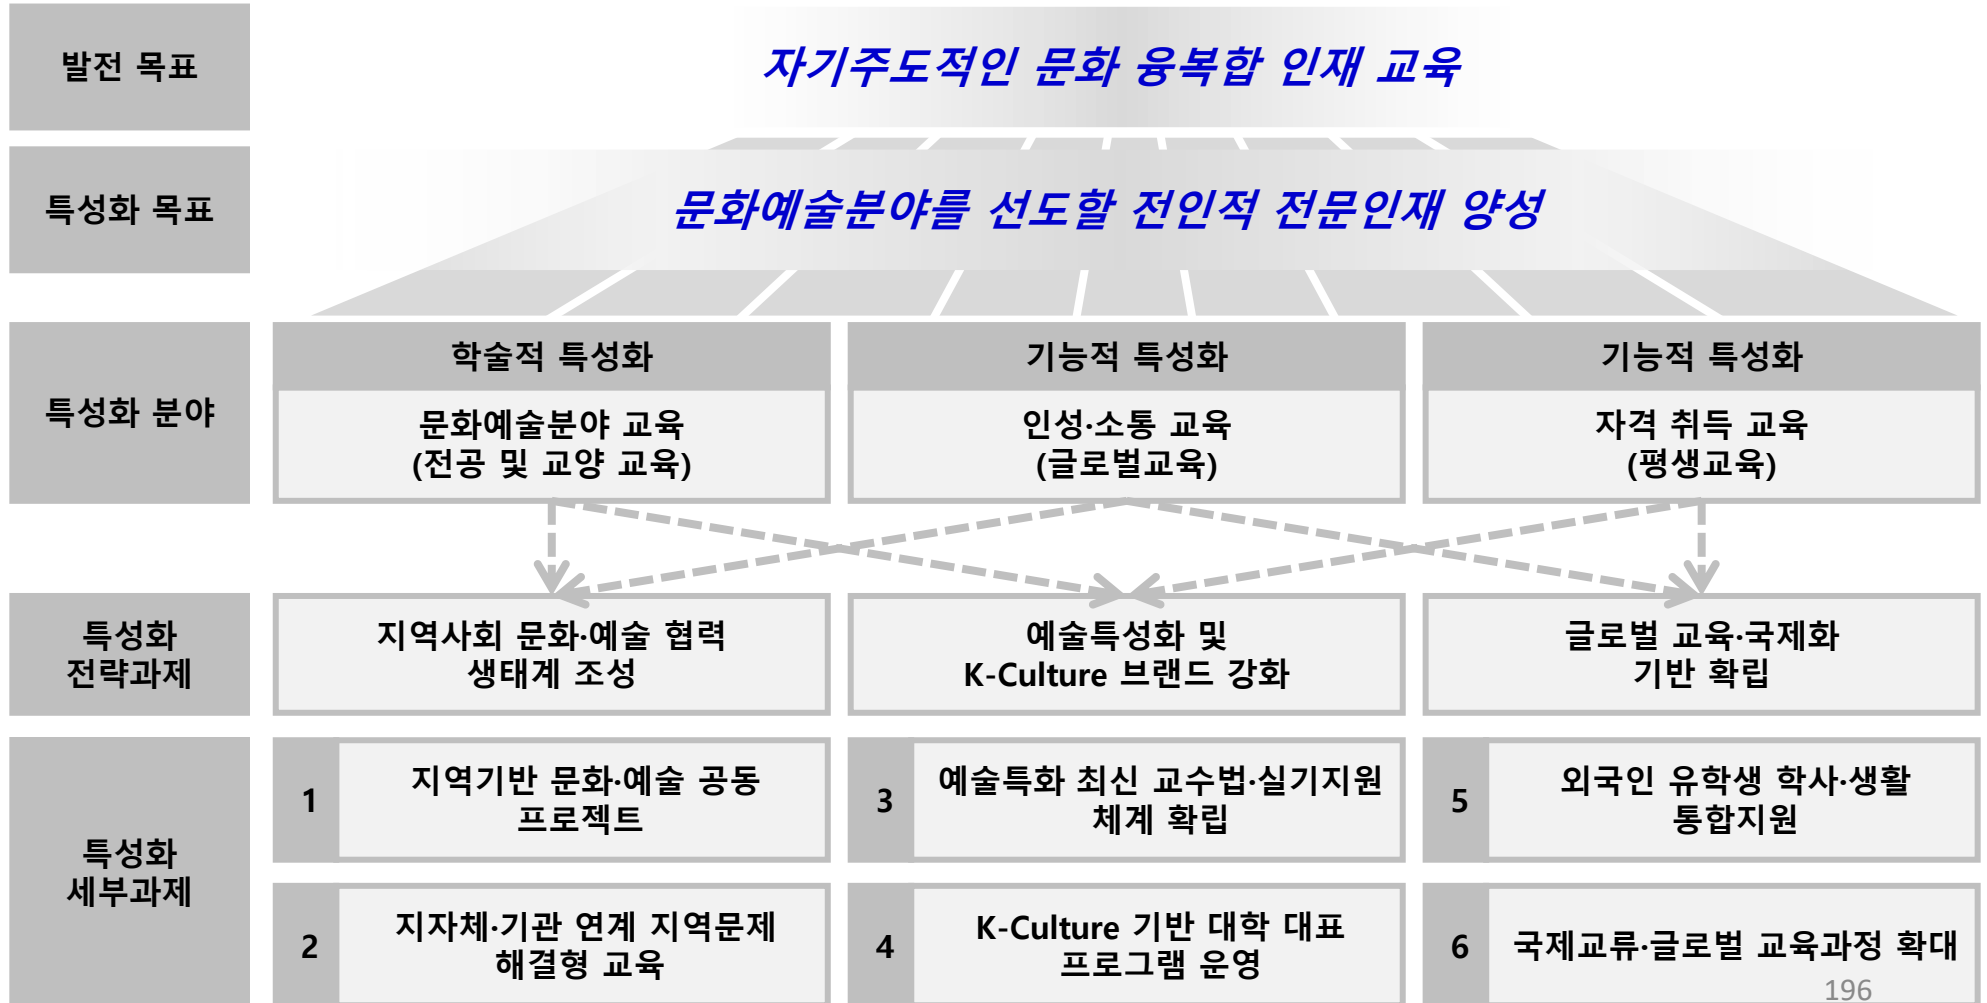 발전 목표
자기주도적인 문화 융복합 인재 교육
특성화 목표
문화예술분야를 선도할 전인적 전문인재 양성
특성화 분야
학술적 특성화
문화예술분야 교육
(전공 및 교양 교육)
기능적 특성화
인성·소통 교육
(글로벌교육)
기능적 특성화
자격 취득 교육
(평생교육)
특성화
전략과제
지역사회 문화·예술 협력
생태계 조성
예술특성화 및
K-Culture 브랜드 강화
글로벌 교육·국제화
기반 확립
특성화
세부과제
1
지역기반 문화·예술 공동
프로젝트
3
예술특화 최신 교수법·실기지원
체계 확립
5
외국인 유학생 학사·생활
통합지원
2
지자체·기관 연계 지역문제
해결형 교육
4
K-Culture 기반 대학 대표
프로그램 운영
6
국제교류·글로벌 교육과정 확대
196